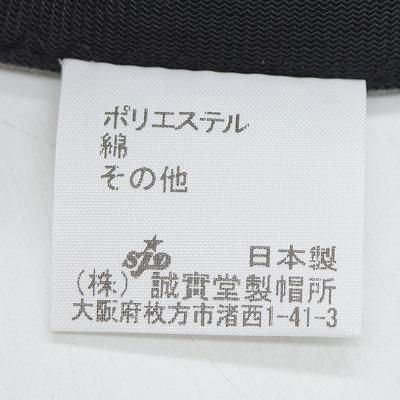 ポリエステル
綿
その他
sjd 日本製
(株)誠實堂製帽所
大阪府枚方市渚西1-41-3